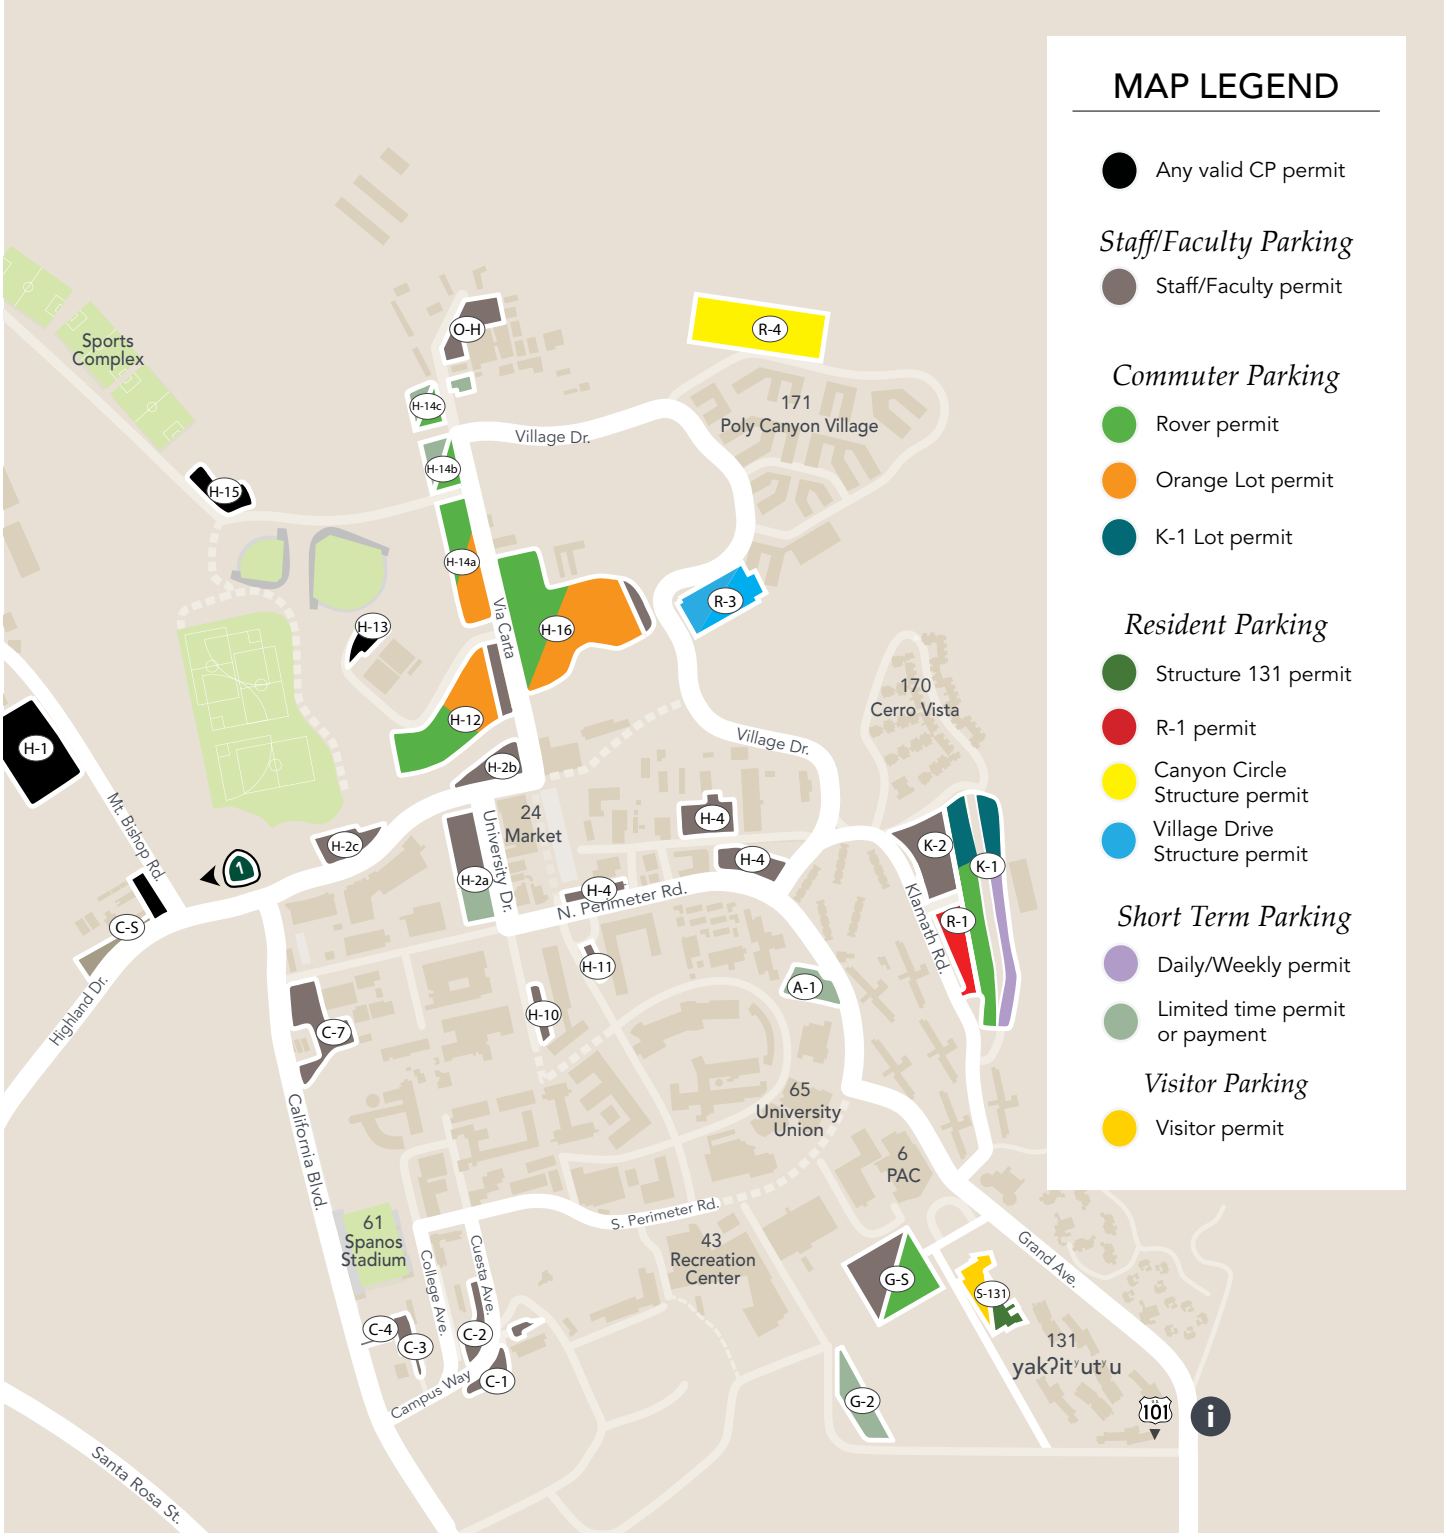 MAP LEGEND
Any valid CP permit
Staff/Faculty Parking
Staff/Faculty permit
Commuter Parking
Rover permit
Orange Lot permit
K-1 Lot permit
Resident Parking
Structure 131 permit
R-1 permit
Canyon Circle
Structure permit
Village Drive
Structure permit
Short Term Parking
Daily/Weekly permit
Limited time permit
or payment
Visitor Parking
Visitor permit
Sports
Complex
O-H
R-4
H-14c
171
Poly Canyon Village
Village Dr.
H-14b
H-15
H-14a
R-3
H-13
Via Carta
H-16
170
Cerro Vista
H-12
H-1
Village Dr.
H-2b
Mt. Bishop Rd.
24
Market
University Dr.
H-4
H-2c
K-2
H-4
K-1
1
H-2a
H-4
N. Perimeter Rd.
Klamath Rd.
R-1
C-S
H-11
A-1
Highland Dr.
H-10
C-7
65
University
Union
California Blvd.
6
PAC
S. Perimeter Rd.
61
Spanos
Stadium
College Ave.
Cuesta Ave.
43
Recreation
Center
Grand Ave.
G-S
S-131
C-4
C-3
C-2
131
yakʔitʸutʸu
C-1
Campus Way
G-2
101
i
Santa Rosa St.